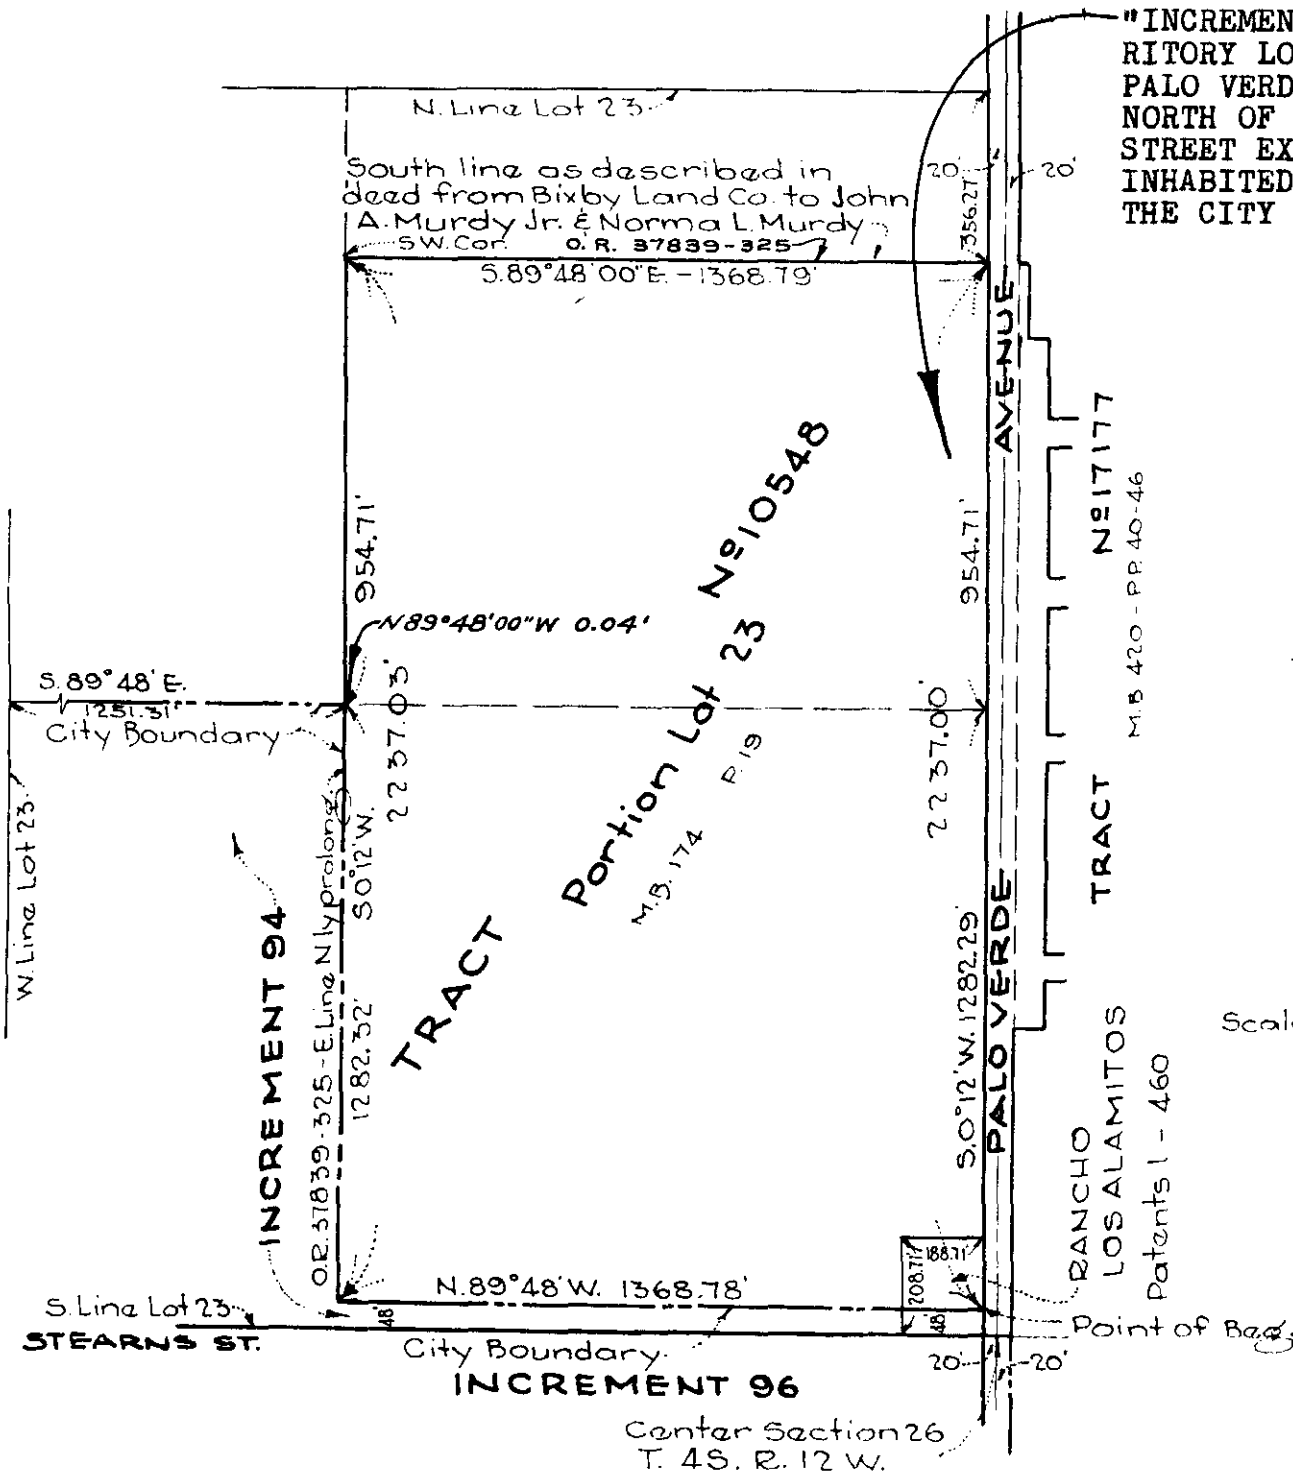 "INCREMEN
RITORY LO
PALO VERD
NORTH OF
STREET EX
INHABITED
THE CITY
N. Line Lot 23
South line as described in
deed from Bixby Land Co. to John
A. Murdy Jr. & Norma L. Murdy
S.W. Cor. O.R. 37839-325
S.89°48'00"E. - 1368.79'
20' 20'
356.27'
AVENUE
Nº 17177
M.B. 420 - PP. 40-46
TRACT
954.71'
954.71'
N89°48'00"W 0.04'
S.89°48'E.
1251.31'
City Boundary
2237.03'
2237.00'
TRACT Nº 10548
Portion Lot 23
M.B. 174 P. 19
W. Line Lot 23
INCREMENT 94
O.R. 37839-325-E. Line N'ly prolong.
S0°12'W.
1282.32'
S.0°12'W. 1282.29'
PALO VERDE
RANCHO
LOS ALAMITOS
Patents 1 - 460
Scal
188.71'
208.71'
N.89°48'W. 1368.78'
48'
48'
S. Line Lot 23
STEARNS ST.
Point of Beg.
City Boundary
INCREMENT 96
20' 20'
Center Section 26
T. 4S. R. 12 W.